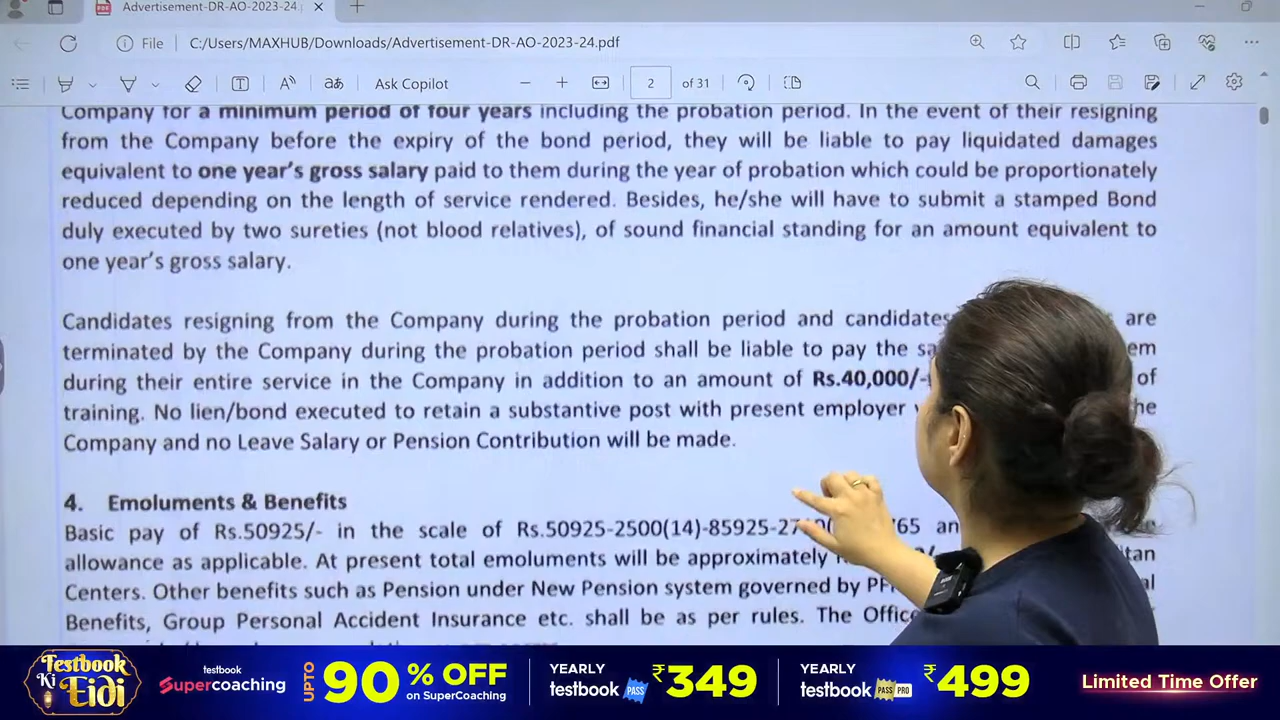 Advertisement-DR-AO-2023-24.
File
C:/Users/MAXHUB/Downloads/Advertisement-DR-AO-2023-24.pdf
Ask Copilot
2 of 31
Company for a minimum period of four years including the probation period. In the event of their resigning
from the Company before the expiry of the bond period, they will be liable to pay liquidated damages
equivalent to one year's gross salary paid to them during the year of probation which could be proportionately
reduced depending on the length of service rendered. Besides, he/she will have to submit a stamped Bond
duly executed by two sureties (not blood relatives), of sound financial standing for an amount equivalent to
one year's gross salary.
Candidates resigning from the Company during the probation period and are
terminated by the Company during the probation period shall be liable to pay the
during their entire service in the Company in addition to an amount of Rs.40,000/- of
training. No lien/bond executed to retain a substantive post with present employer
Company and no Leave Salary or Pension Contribution will be made.
4. Emoluments & Benefits
Basic pay of Rs.50925/- in the scale of Rs.50925-2500(14)-85925-
allowance as applicable. At present total emoluments will be approximately
Centers. Other benefits such as Pension under New Pension system governed by
Benefits, Group Personal Accident Insurance etc. shall be as per rules. The
Testbook Ki Eidi
testbook Supercoaching
UPTO 90% OFF on SuperCoaching
YEARLY testbook PASS ₹349
YEARLY testbook PASS PRO ₹499
Limited Time Offer